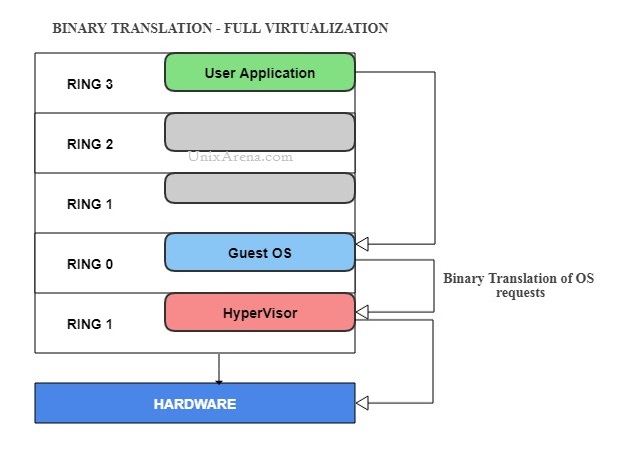 BINARY TRANSLATION - FULL VIRTUALIZATION
RING 3
User Application
RING 2
UnixArena.com
RING 1
RING 0
Guest OS
Binary Translation of OS
requests
RING 1
HyperVisor
HARDWARE